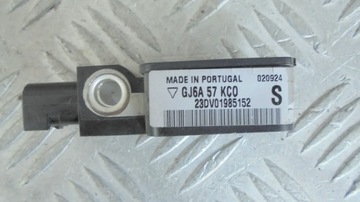 MADE IN PORTUGAL 020924
GJ6A 57 KC0 S
23DV01985152